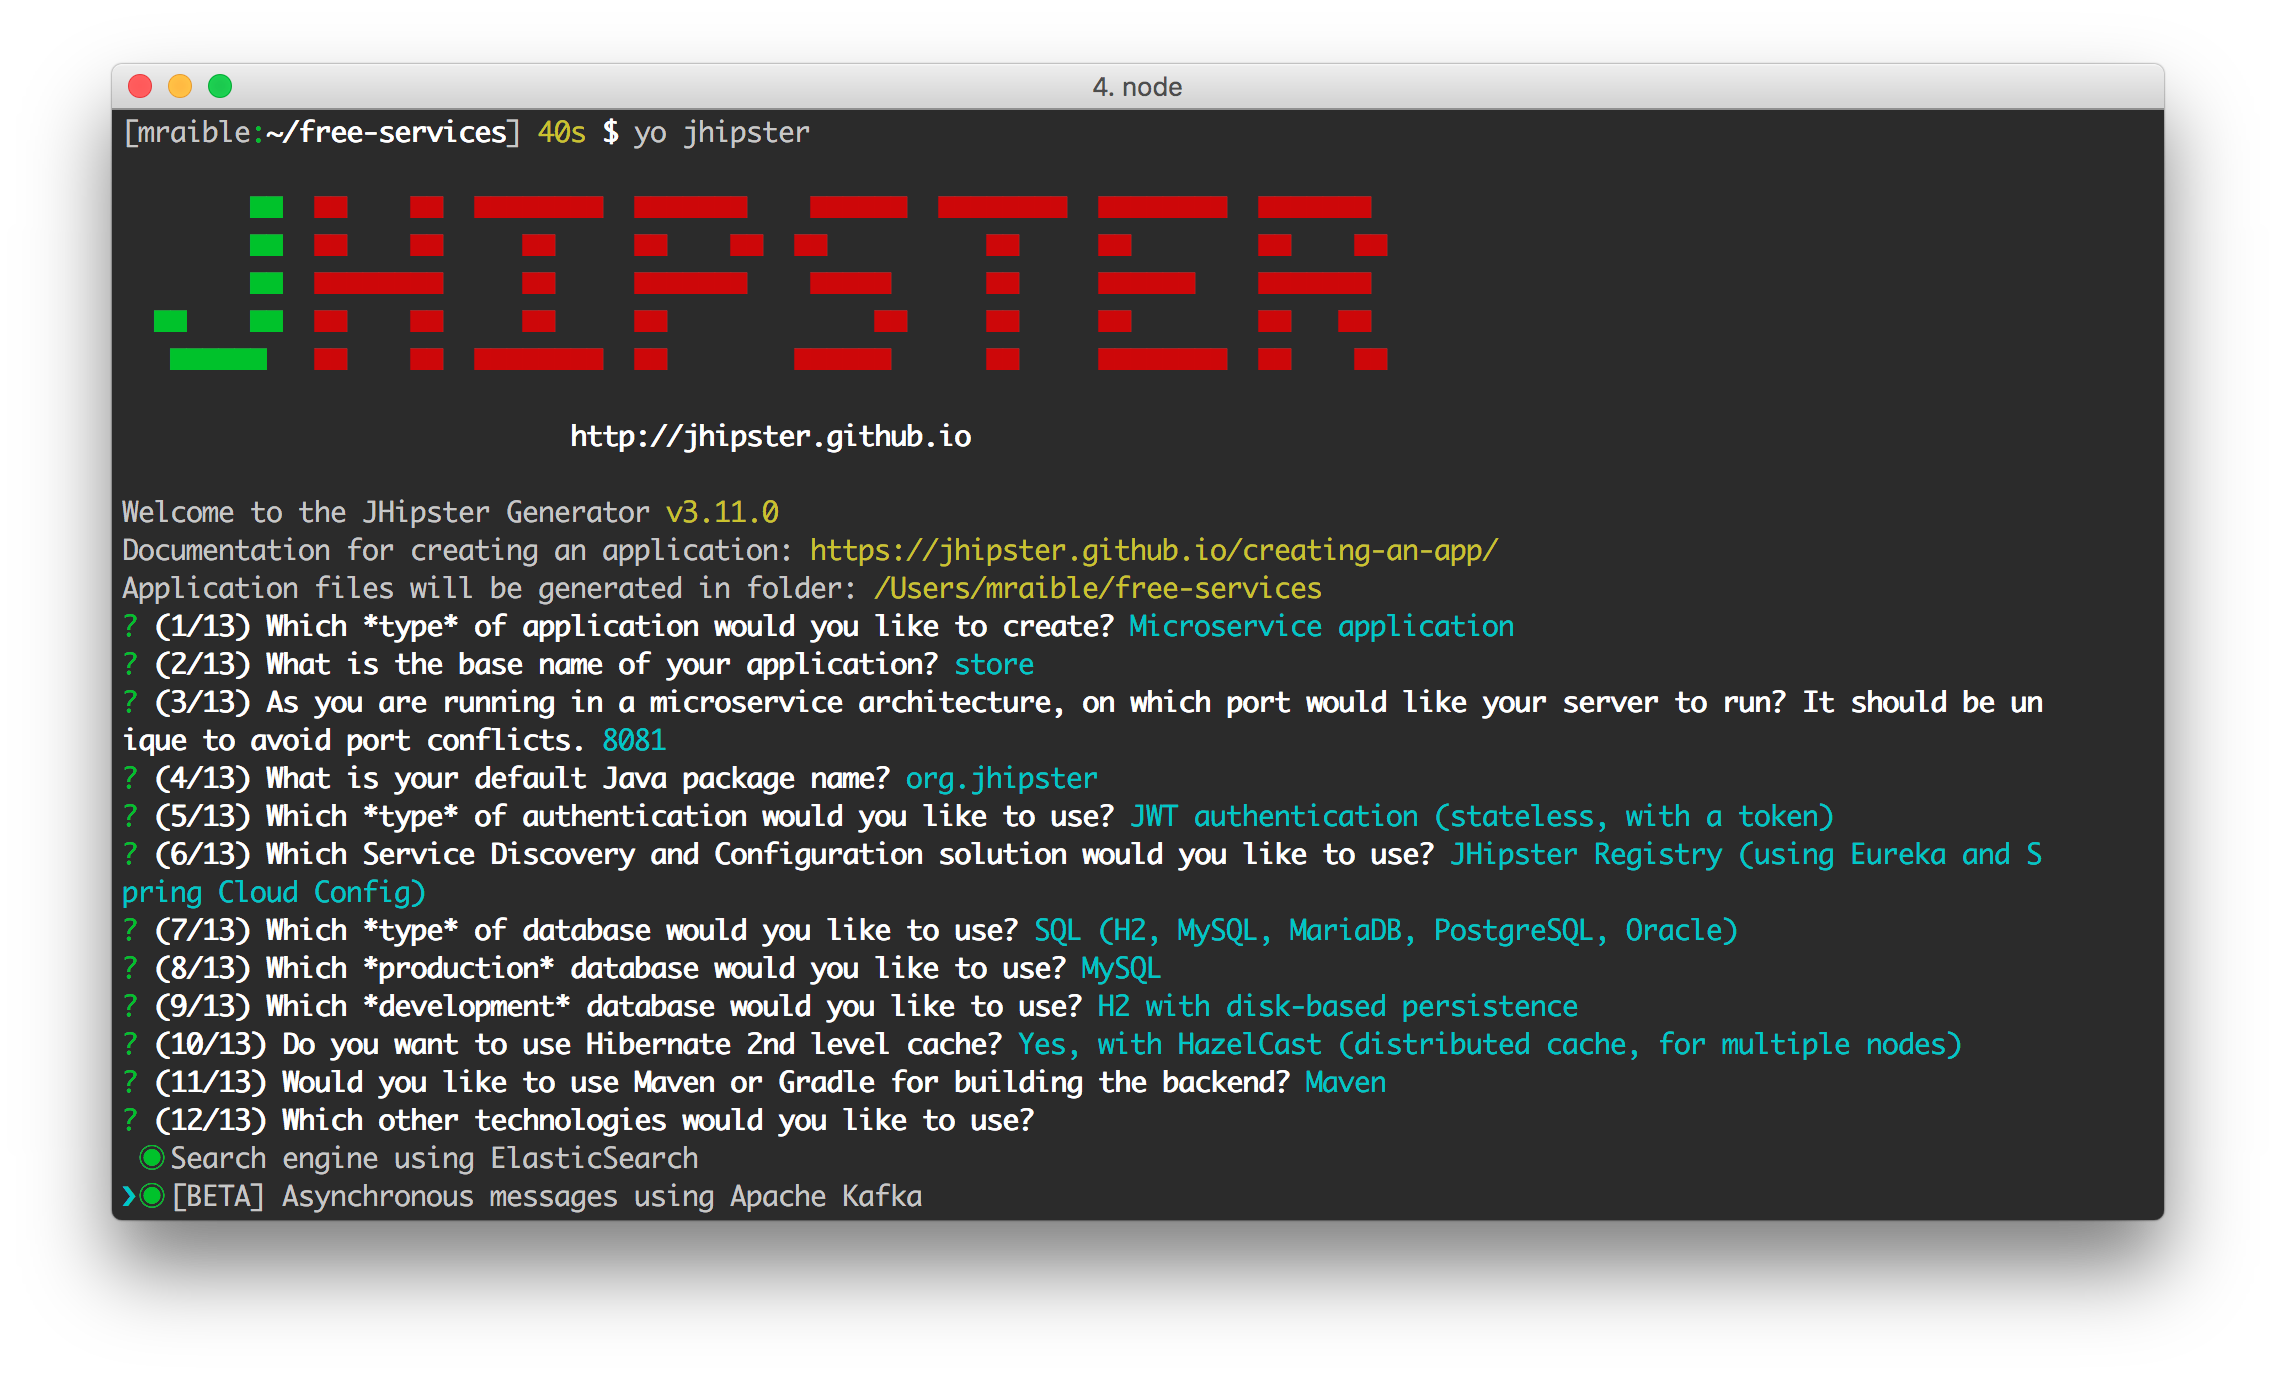 4. node
[mraible:~/free-services] 40s $ yo jhipster
JHIPSTER
http://jhipster.github.io
Welcome to the JHipster Generator v3.11.0
Documentation for creating an application: https://jhipster.github.io/creating-an-app/
Application files will be generated in folder: /Users/mraible/free-services
? (1/13) Which *type* of application would you like to create? Microservice application
? (2/13) What is the base name of your application? store
? (3/13) As you are running in a microservice architecture, on which port would like your server to run? It should be un
ique to avoid port conflicts. 8081
? (4/13) What is your default Java package name? org.jhipster
? (5/13) Which *type* of authentication would you like to use? JWT authentication (stateless, with a token)
? (6/13) Which Service Discovery and Configuration solution would you like to use? JHipster Registry (using Eureka and S
pring Cloud Config)
? (7/13) Which *type* of database would you like to use? SQL (H2, MySQL, MariaDB, PostgreSQL, Oracle)
? (8/13) Which *production* database would you like to use? MySQL
? (9/13) Which *development* database would you like to use? H2 with disk-based persistence
? (10/13) Do you want to use Hibernate 2nd level cache? Yes, with HazelCast (distributed cache, for multiple nodes)
? (11/13) Would you like to use Maven or Gradle for building the backend? Maven
? (12/13) Which other technologies would you like to use?
◉ Search engine using ElasticSearch
❯◉ [BETA] Asynchronous messages using Apache Kafka